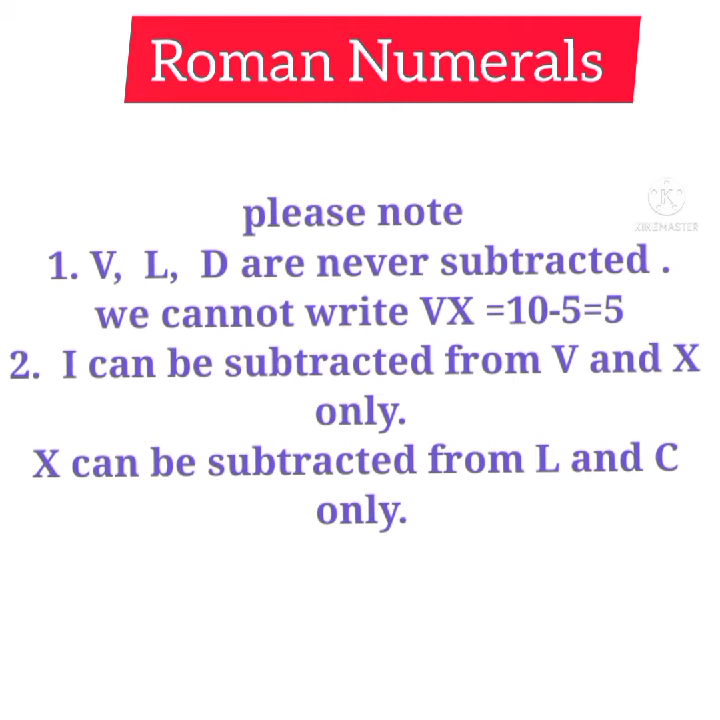 Roman Numerals
please note
KINEMASTER
1. V, L, D are never subtracted .
we cannot write VX =10-5=5
2. I can be subtracted from V and X
only.
X can be subtracted from L and C
only.